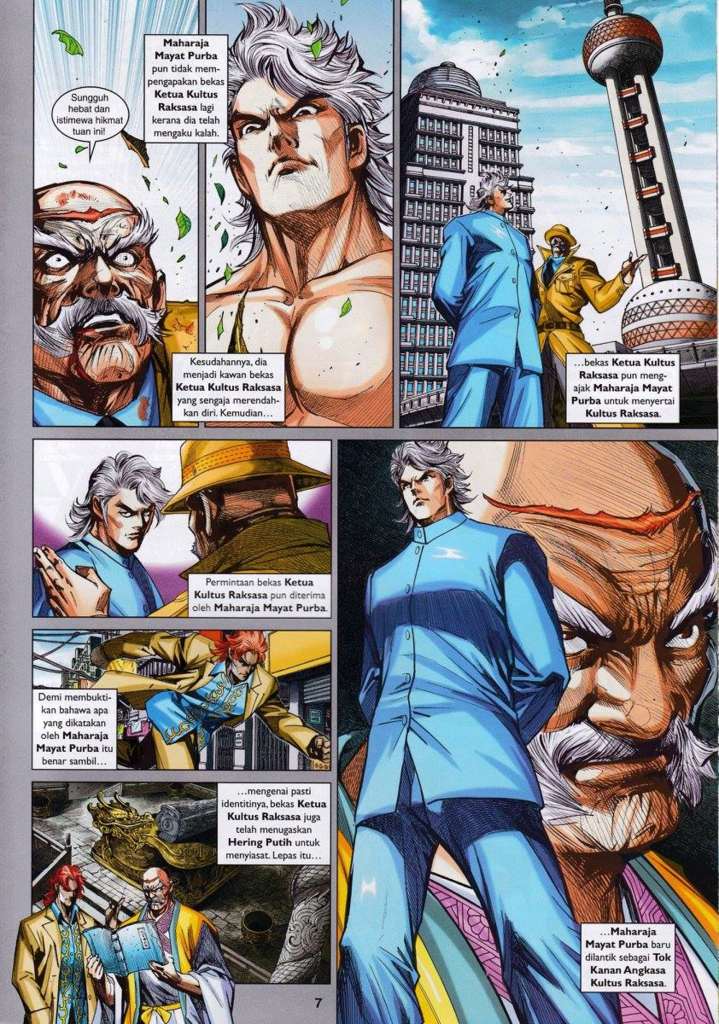 Sungguh
hebat dan
istimewa hikmat
tuan ini!
Maharaja
Mayat Purba
pun tidak mem-
pengapakan bekas
Ketua Kultus
Raksasa lagi
kerana dia telah
mengaku kalah.
Kesudahannya, dia
menjadi kawan bekas
Ketua Kultus Raksasa
yang sengaja merendah-
kan diri. Kemudian...
...bekas Ketua Kultus
Raksasa pun meng-
ajak Maharaja Mayat
Purba untuk menyertai
Kultus Raksasa.
Permintaan bekas Ketua
Kultus Raksasa pun diterima
oleh Maharaja Mayat Purba.
Demi membukti-
kan bahawa apa
yang dikatakan
oleh Maharaja
Mayat Purba itu
benar sambil...
...mengenai pasti
identitinya, bekas Ketua
Kultus Raksasa juga
telah menugaskan
Hering Putih untuk
menyiasat. Lepas itu...
...Maharaja
Mayat Purba baru
dilantik sebagai Tok
Kanan Angkasa
Kultus Raksasa.
7